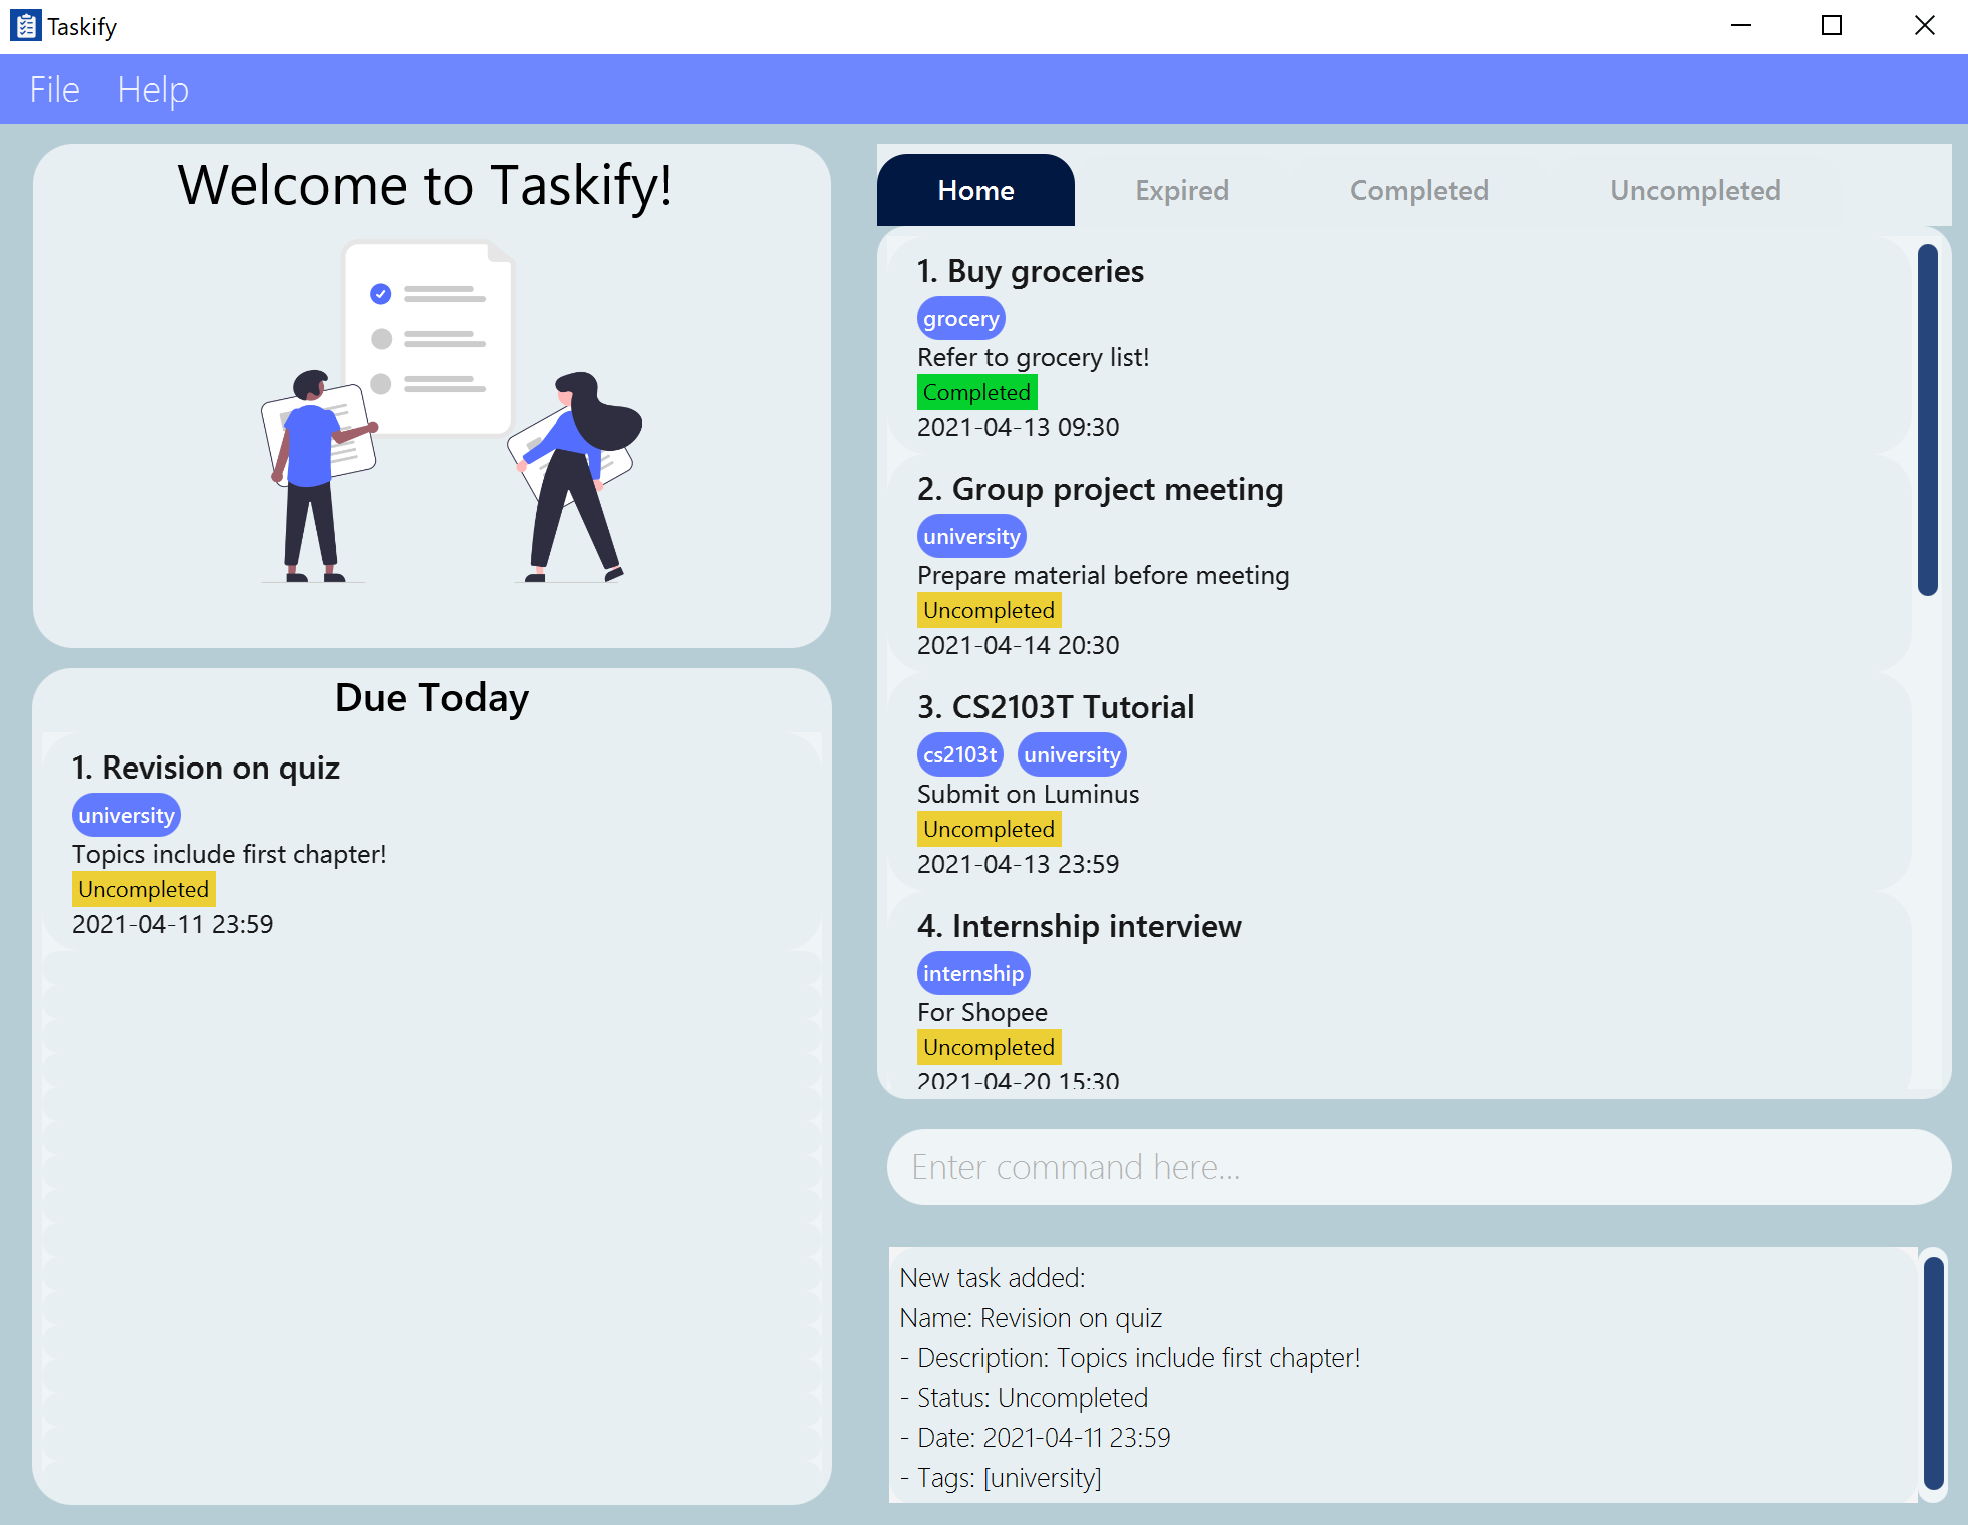 Taskify
File Help
Welcome to Taskify!
Due Today
1. Revision on quiz
university
Topics include first chapter!
Uncompleted
2021-04-11 23:59
Home Expired Completed Uncompleted
1. Buy groceries
grocery
Refer to grocery list!
Completed
2021-04-13 09:30
2. Group project meeting
university
Prepare material before meeting
Uncompleted
2021-04-14 20:30
3. CS2103T Tutorial
cs2103t university
Submit on Luminus
Uncompleted
2021-04-13 23:59
4. Internship interview
internship
For Shopee
Uncompleted
2021-04-20 15:30
Enter command here...
New task added:
Name: Revision on quiz
- Description: Topics include first chapter!
- Status: Uncompleted
- Date: 2021-04-11 23:59
- Tags: [university]